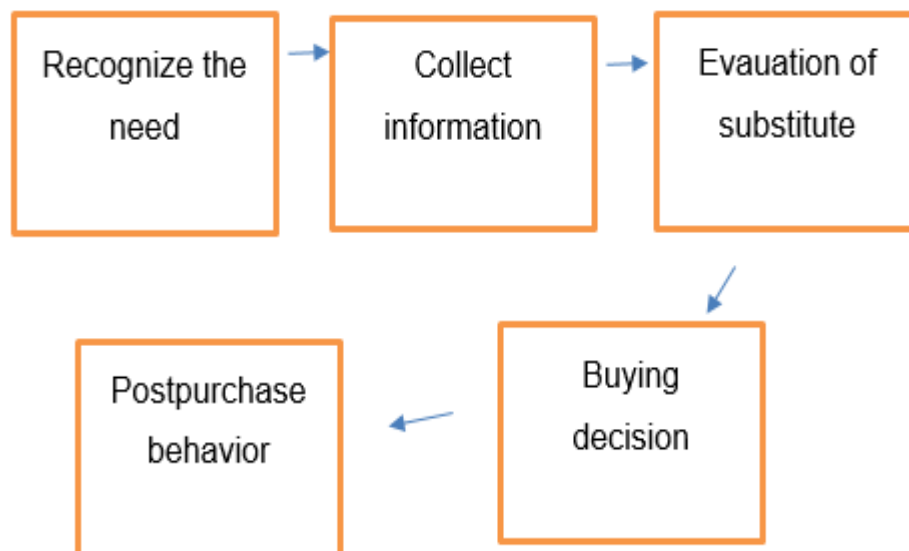 Recognize the
need
Collect
information
Evauation of
substitute
Buying
decision
Postpurchase
behavior